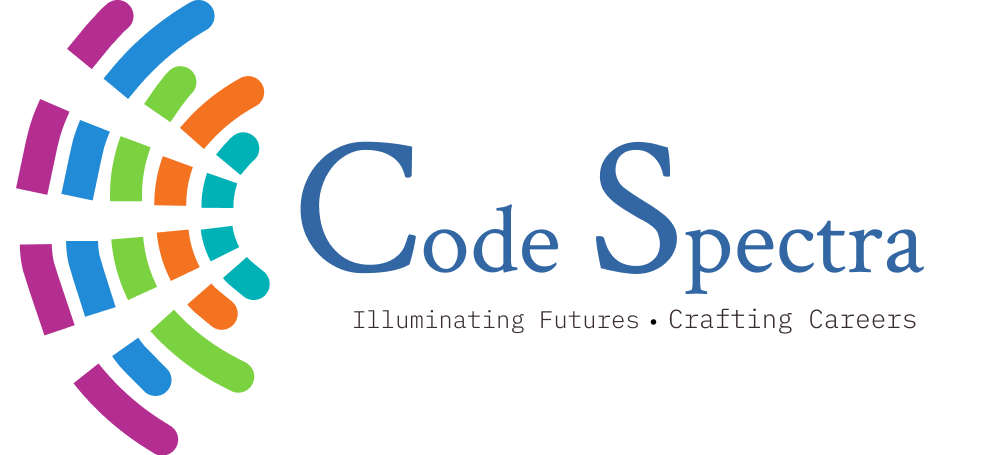 Code Spectra
Illuminating Futures • Crafting Careers